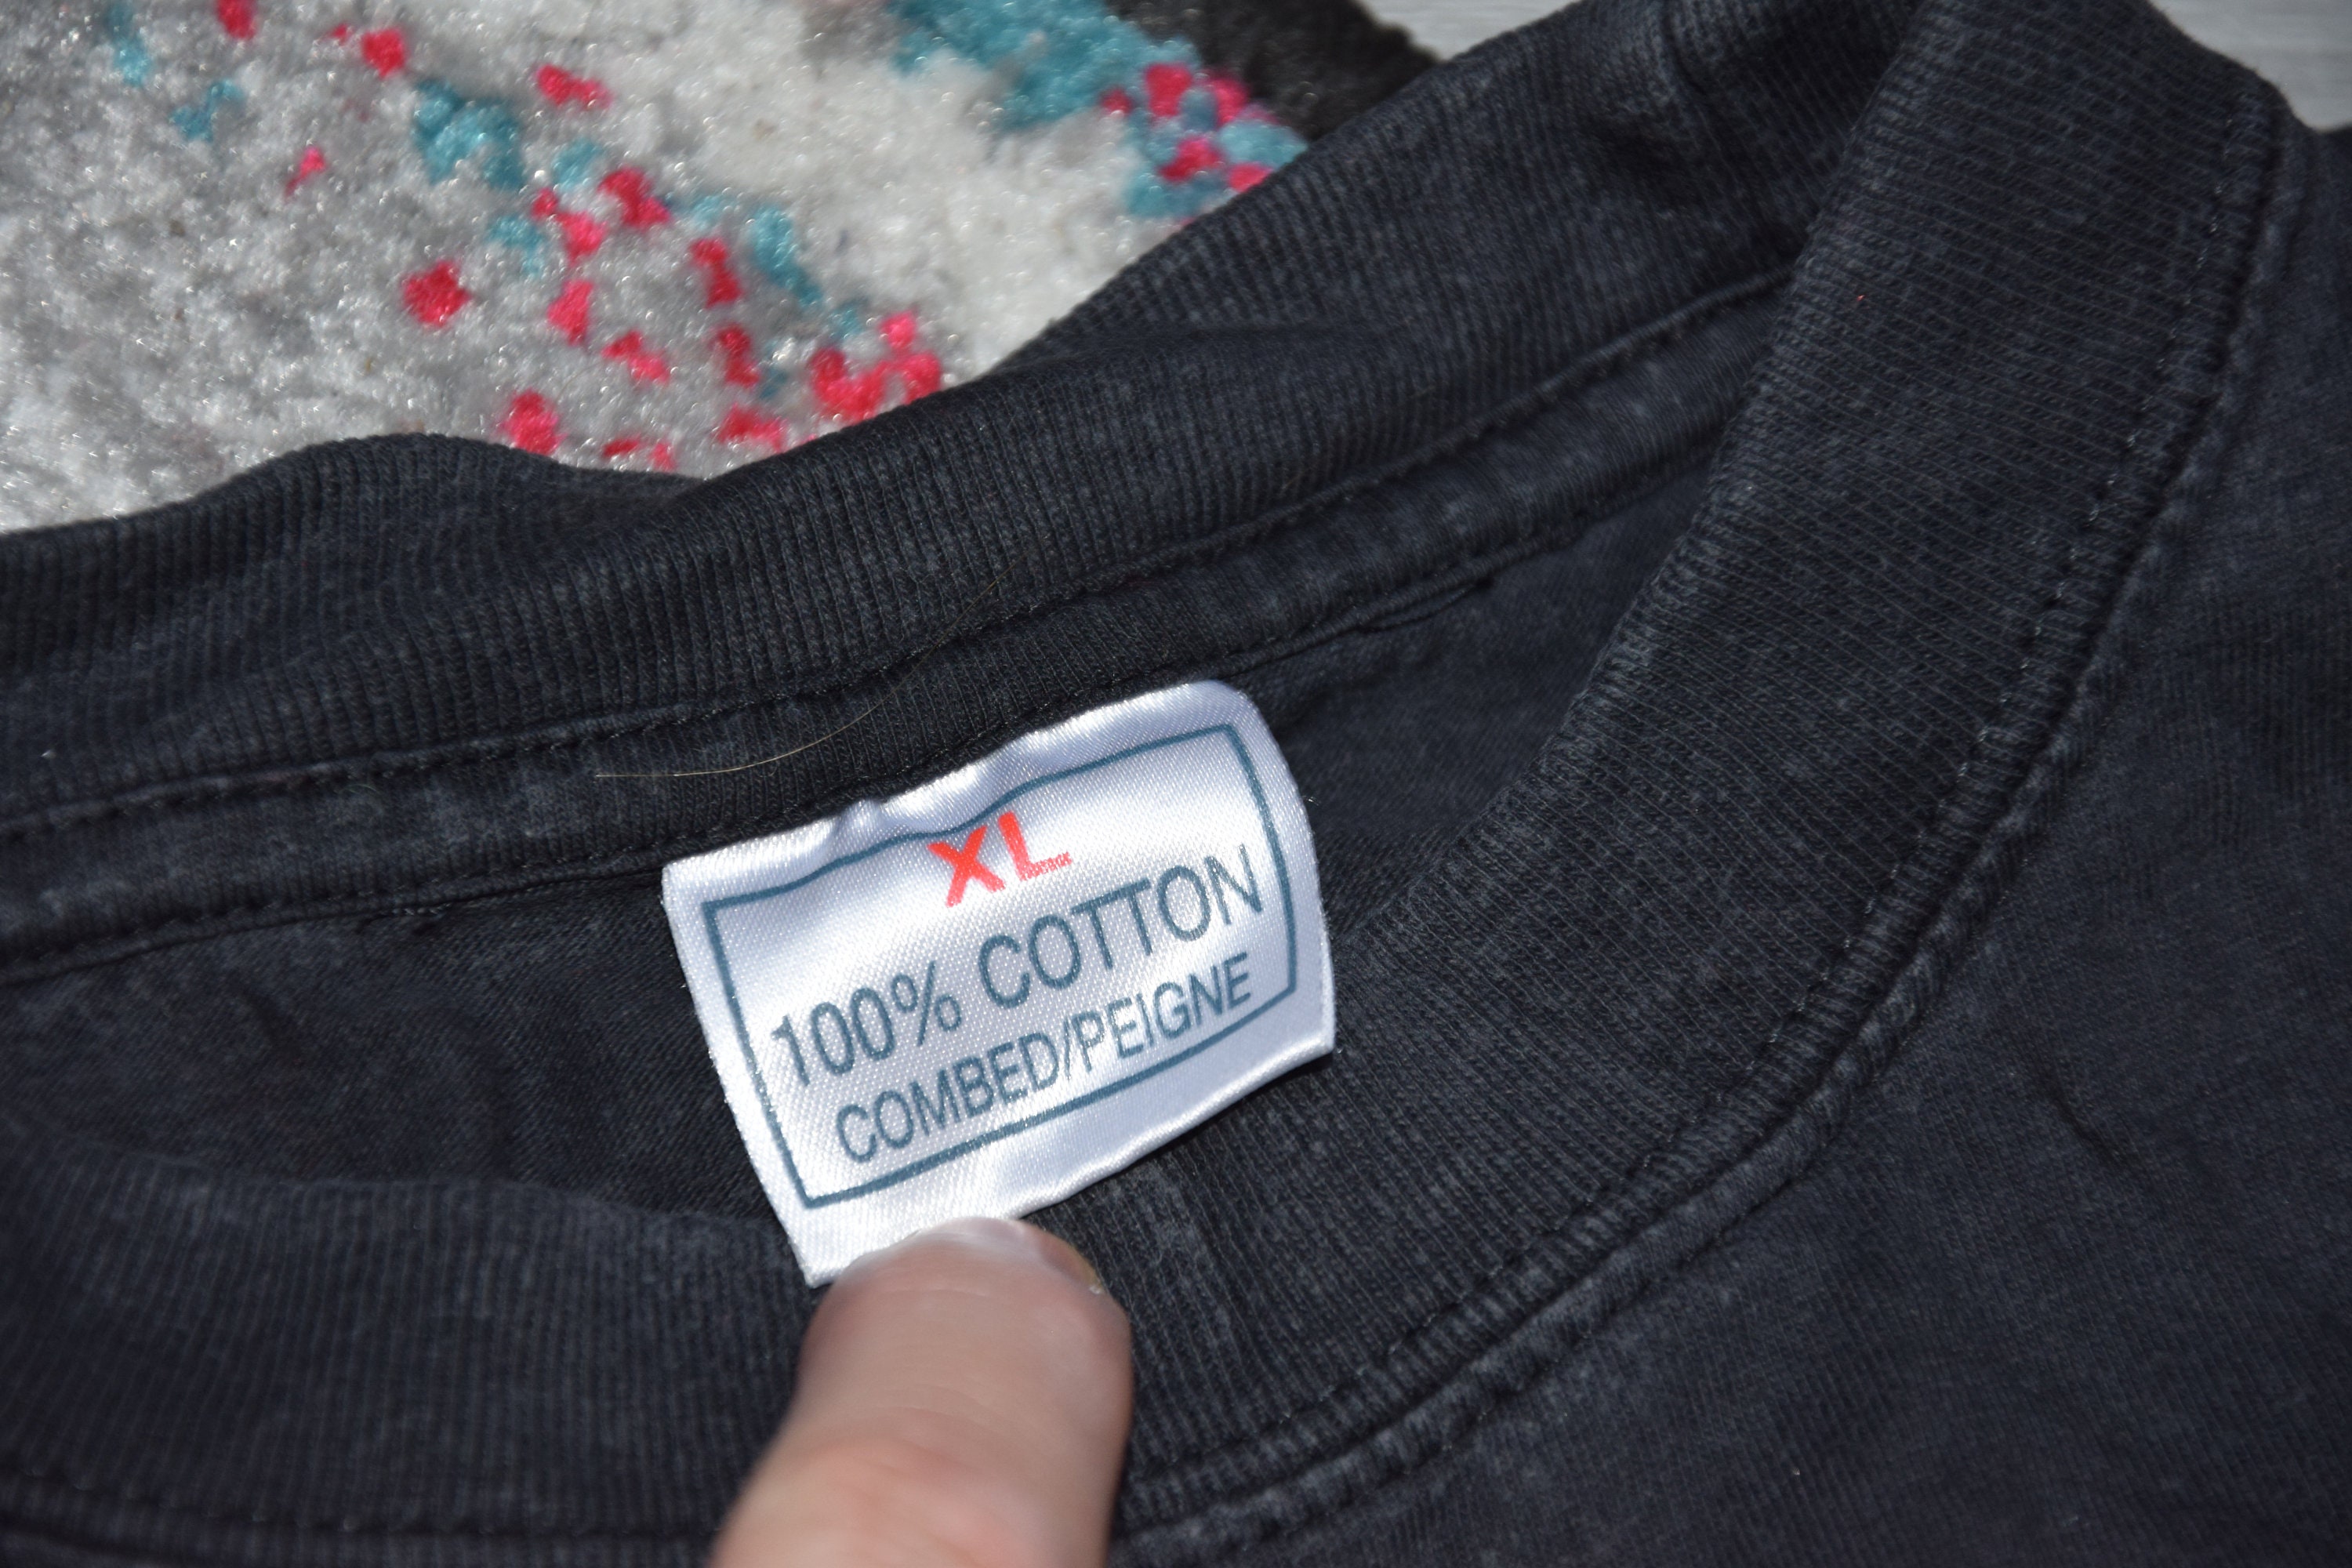 XL
100% COTTON
COMBED/PEIGNE